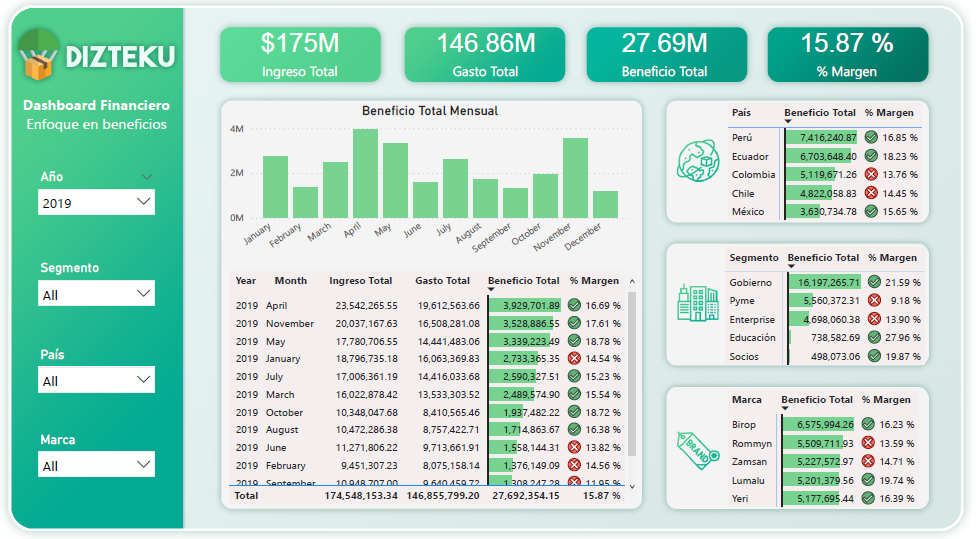 DIZTEKU
Dashboard Financiero
Enfoque en beneficios
Año
2019
Segmento
All
País
All
Marca
All
$175M
Ingreso Total
146.86M
Gasto Total
27.69M
Beneficio Total
15.87 %
% Margen
Beneficio Total Mensual
4M
2M
0M
January February March April May June July August September October November December
Year Month Ingreso Total Gasto Total Beneficio Total % Margen
2019 April 23,542,265.55 19,612,563.66 3,929,701.89 16.69 %
2019 November 20,037,167.63 16,508,281.08 3,528,886.55 17.61 %
2019 May 17,780,706.55 14,441,483.06 3,339,223.49 18.78 %
2019 January 18,796,735.18 16,063,369.83 2,733,365.35 14.54 %
2019 July 17,006,361.19 14,416,033.68 2,590,327.51 15.23 %
2019 March 16,022,878.42 13,533,303.52 2,489,574.90 15.54 %
2019 October 10,348,047.68 8,410,565.46 1,937,482.22 18.72 %
2019 August 10,472,286.38 8,757,422.71 1,714,863.67 16.38 %
2019 June 11,271,806.22 9,713,661.91 1,558,144.31 13.82 %
2019 February 9,451,307.23 8,075,158.14 1,376,149.09 14.56 %
2019 September 10,948,707.00 9,640,459.72 1,308,247.28 11.95 %
Total 174,548,153.34 146,855,799.20 27,692,354.15 15.87 %
País Beneficio Total % Margen
Perú 7,416,240.87 16.85 %
Ecuador 6,703,648.40 18.23 %
Colombia 5,119,671.26 13.76 %
Chile 4,822,058.83 14.45 %
México 3,630,734.78 15.65 %
Segmento Beneficio Total % Margen
Gobierno 16,197,265.71 21.59 %
Pyme 5,560,372.31 9.18 %
Enterprise 4,698,060.38 13.90 %
Educación 738,582.69 27.96 %
Socios 498,073.06 19.87 %
BRAND
Marca Beneficio Total % Margen
Birop 6,575,994.26 16.23 %
Rommyn 5,509,711.93 13.59 %
Zamsan 5,227,572.97 14.71 %
Lumalu 5,201,379.56 19.74 %
Yeri 5,177,695.44 16.39 %